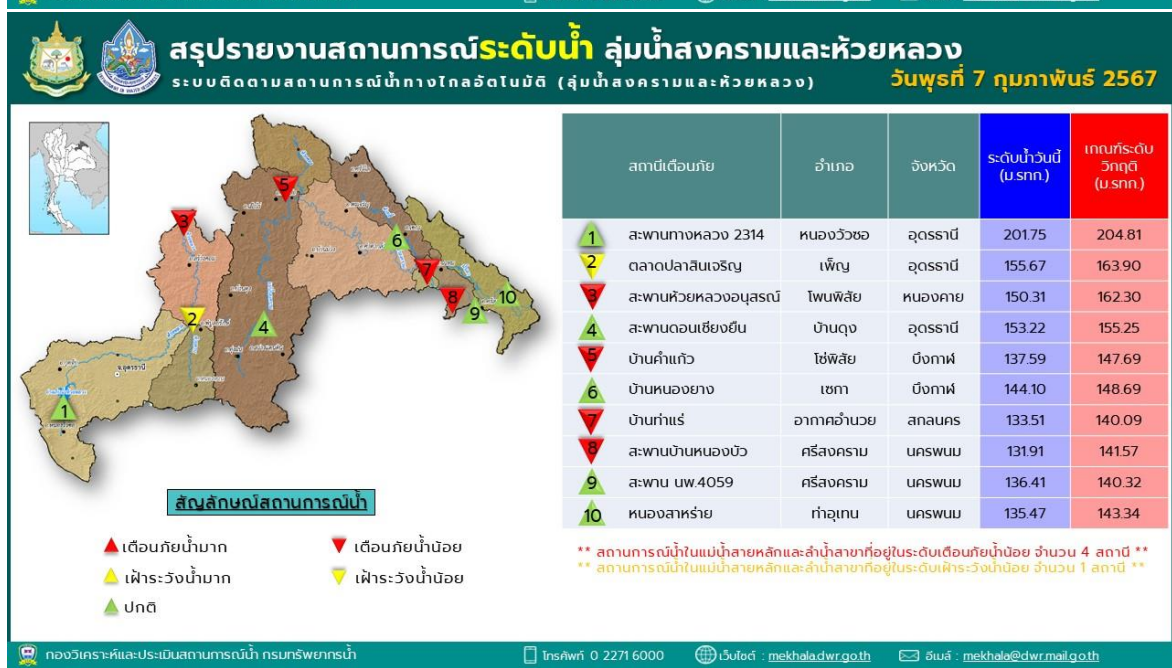 สรุปรายงานสถานการณ์ระดับน้ำ ลุ่มน้ำสงครามและห้วยหลวง
ระบบติดตามสถานการณ์น้ำทางไกลอัตโนมัติ (ลุ่มน้ำสงครามและห้วยหลวง)
วันพุธที่ 7 กุมภาพันธ์ 2567
สถานีเตือนภัย อำเภอ จังหวัด ระดับน้ำวันนี้ (ม.รทก.) เกณฑ์ระดับวิกฤติ (ม.รทก.)
1 สะพานทางหลวง 2314 หนองวัวซอ อุดรธานี 201.75 204.81
2 ตลาดปลาสินเจริญ เพ็ญ อุดรธานี 155.67 163.90
3 สะพานห้วยหลวงอนุสรณ์ โพนพิสัย หนองคาย 150.31 162.30
4 สะพานดอนเชียงยืน บ้านดุง อุดรธานี 153.22 155.25
5 บ้านคำแก้ว โซ่พิสัย บึงกาฬ 137.59 147.69
6 บ้านหนองยาง เซกา บึงกาฬ 144.10 148.69
7 บ้านท่าแร่ อากาศอำนวย สกลนคร 133.51 140.09
8 สะพานบ้านหนองบัว ศรีสงคราม นครพนม 131.91 141.57
9 สะพาน นพ.4059 ศรีสงคราม นครพนม 136.41 140.32
10 หนองสาหร่าย ท่าอุเทน นครพนม 135.47 143.34
** สถานการณ์น้ำในแม่น้ำสายหลักและลำน้ำสาขาที่อยู่ในระดับเตือนภัยน้ำน้อย จำนวน 4 สถานี **
** สถานการณ์น้ำในแม่น้ำสายหลักและลำน้ำสาขาที่อยู่ในระดับเฝ้าระวังน้ำน้อย จำนวน 1 สถานี **
3
5
6
7
8
9
10
2
4
1
อ.อุดรธานี
สัญลักษณ์สถานการณ์น้ำ
เตือนภัยน้ำมาก เตือนภัยน้ำน้อย
เฝ้าระวังน้ำมาก เฝ้าระวังน้ำน้อย
ปกติ
กองวิเคราะห์และประเมินสถานการณ์น้ำ กรมทรัพยากรน้ำ โทรศัพท์ 0 2271 6000 เว็บไซต์ : mekhala.dwr.go.th อีเมล์ : mekhala@dwr.mail.go.th